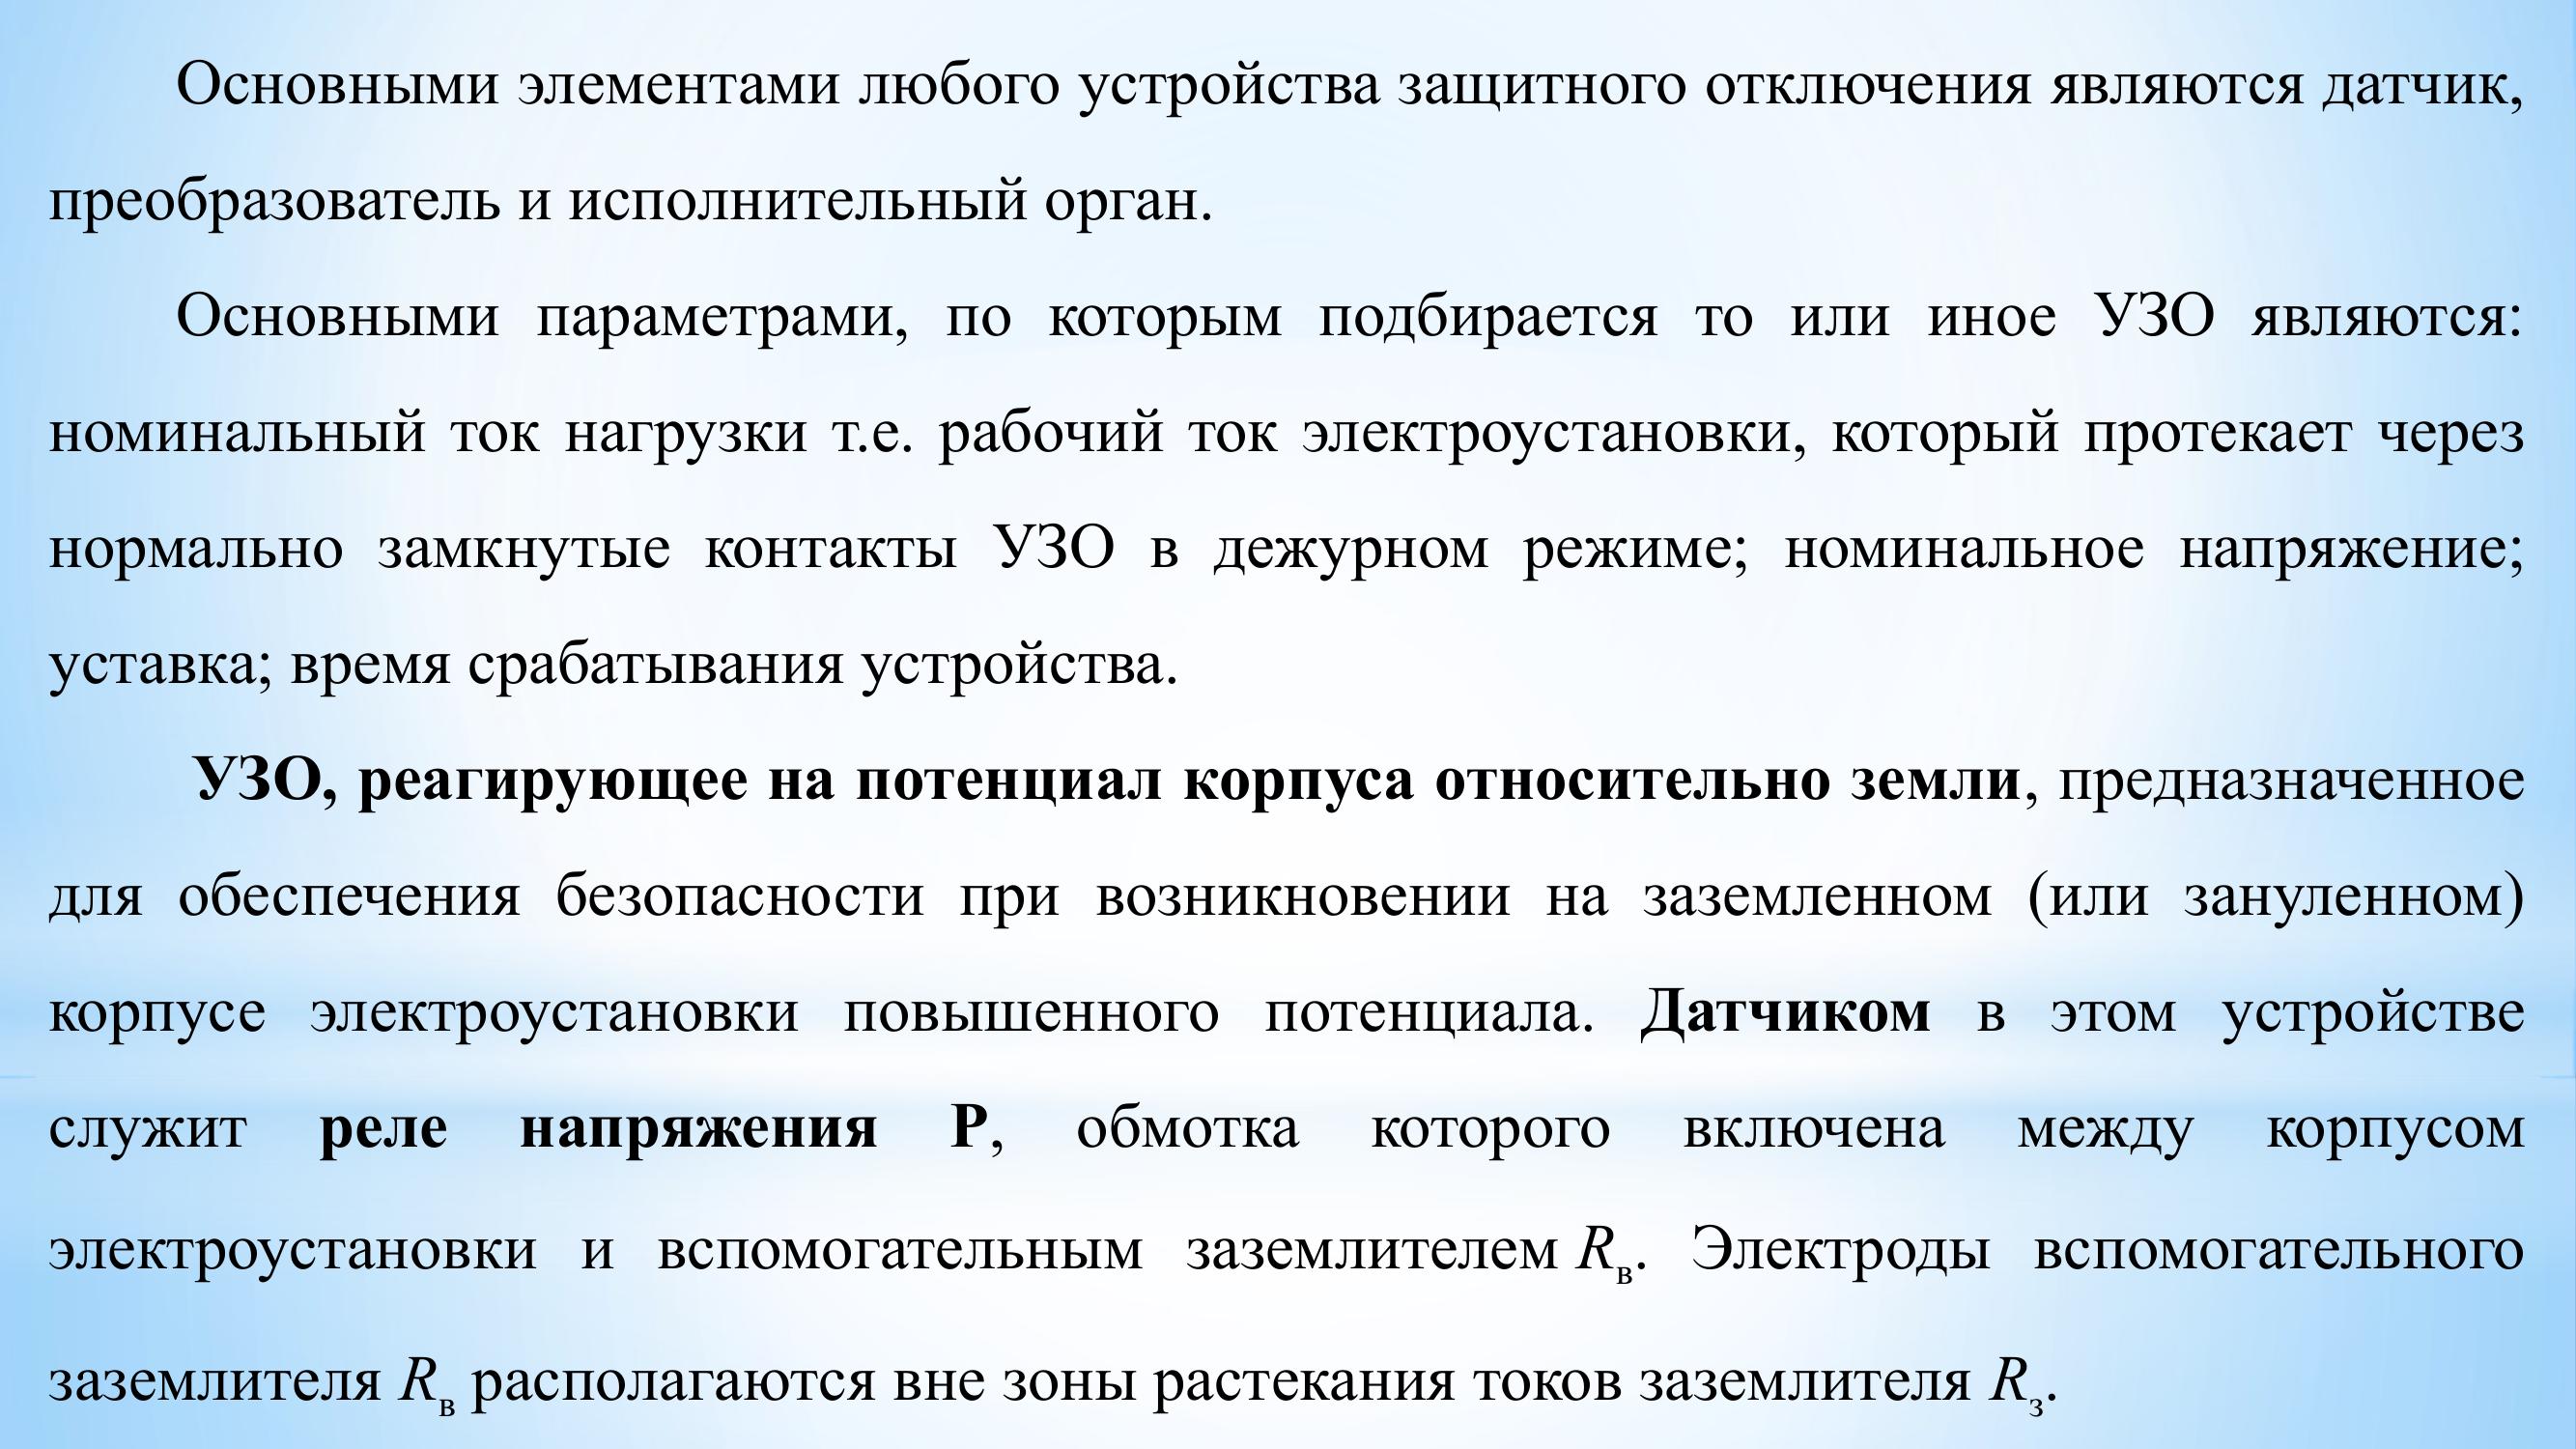 Основными элементами любого устройства защитного отключения являются датчик,
преобразователь и исполнительный орган.
Основными параметрами, по которым подбирается то или иное УЗО являются:
номинальный ток нагрузки т.е. рабочий ток электроустановки, который протекает через
нормально замкнутые контакты УЗО в дежурном режиме; номинальное напряжение;
уставка; время срабатывания устройства.
УЗО, реагирующее на потенциал корпуса относительно земли, предназначенное
для обеспечения безопасности при возникновении на заземленном (или зануленном)
корпусе электроустановки повышенного потенциала. Датчиком в этом устройстве
служит реле напряжения Р, обмотка которого включена между корпусом
электроустановки и вспомогательным заземлителем Rв. Электроды вспомогательного
заземлителя Rв располагаются вне зоны растекания токов заземлителя Rз.